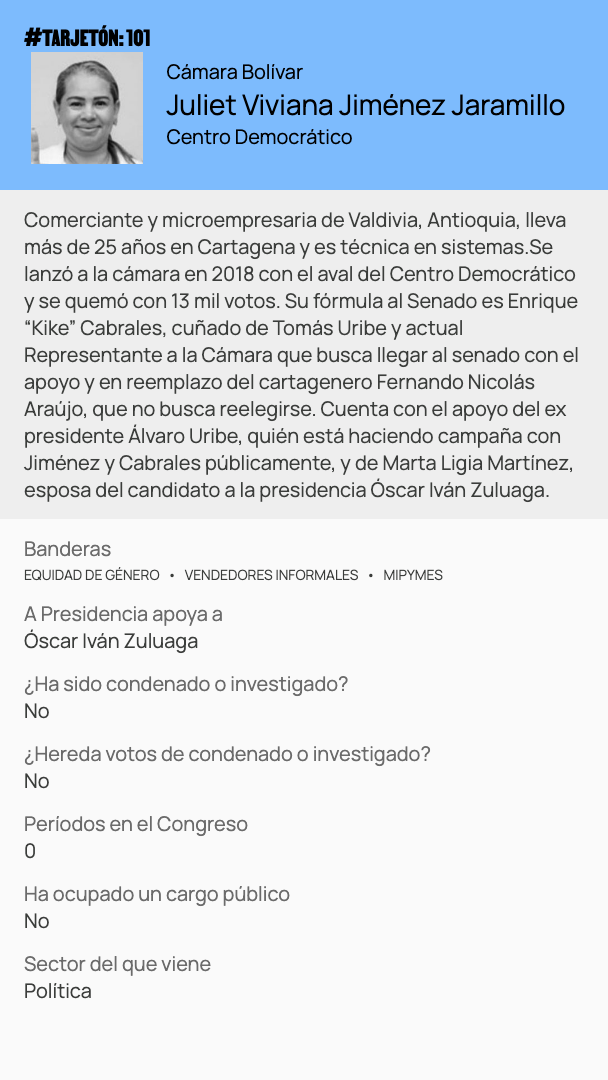 #TARJETÓN: 101
Cámara Bolívar
Juliet Viviana Jiménez Jaramillo
Centro Democrático
Comerciante y microempresaria de Valdivia, Antioquia, lleva
más de 25 años en Cartagena y es técnica en sistemas.Se
lanzó a la cámara en 2018 con el aval del Centro Democrático
y se quemó con 13 mil votos. Su fórmula al Senado es Enrique
“Kike” Cabrales, cuñado de Tomás Uribe y actual
Representante a la Cámara que busca llegar al senado con el
apoyo y en reemplazo del cartagenero Fernando Nicolás
Araújo, que no busca reelegirse. Cuenta con el apoyo del ex
presidente Álvaro Uribe, quién está haciendo campaña con
Jiménez y Cabrales públicamente, y de Marta Ligia Martínez,
esposa del candidato a la presidencia Óscar Iván Zuluaga.
Banderas
EQUIDAD DE GÉNERO • VENDEDORES INFORMALES • MIPYMES
A Presidencia apoya a
Óscar Iván Zuluaga
¿Ha sido condenado o investigado?
No
¿Hereda votos de condenado o investigado?
No
Períodos en el Congreso
0
Ha ocupado un cargo público
No
Sector del que viene
Política